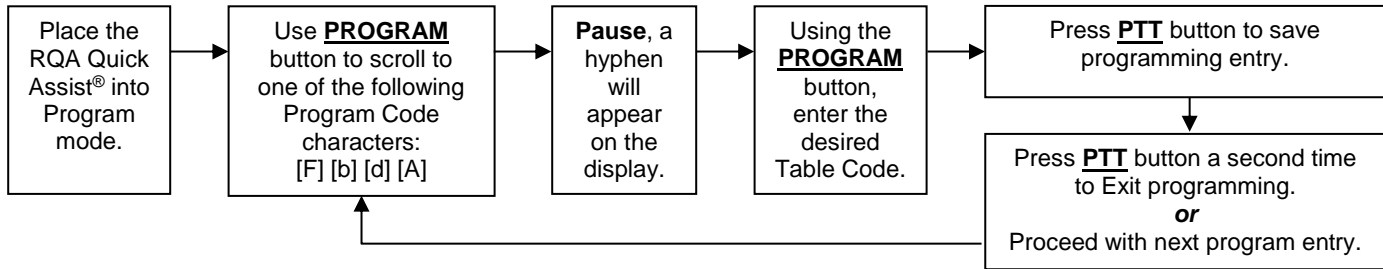 Place the
RQA Quick
Assist® into
Program
mode.
Use PROGRAM
button to scroll to
one of the following
Program Code
characters:
[F] [b] [d] [A]
Pause, a
hyphen
will
appear
on the
display.
Using the
PROGRAM
button,
enter the
desired
Table Code.
Press PTT button to save
programming entry.
Press PTT button a second time
to Exit programming.
or
Proceed with next program entry.